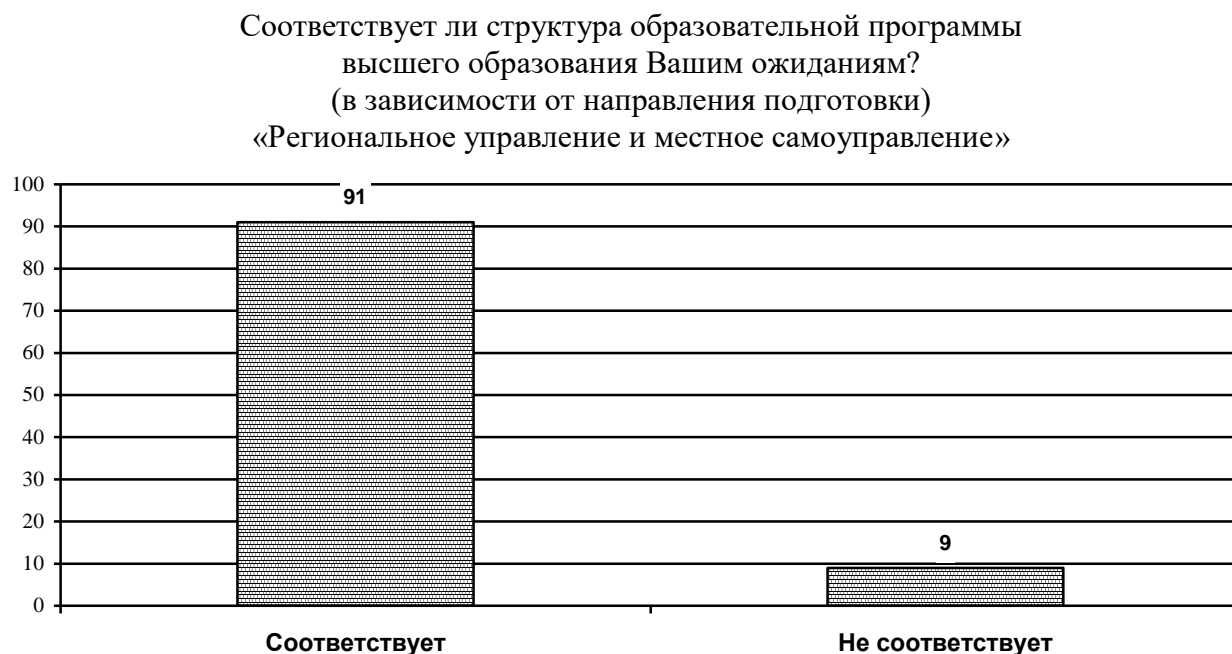 Соответствует ли структура образовательной программы
высшего образования Вашим ожиданиям?
(в зависимости от направления подготовки)
«Региональное управление и местное самоуправление»
100
90
80
70
60
50
40
30
20
10
0
91
9
Соответствует
Не соответствует